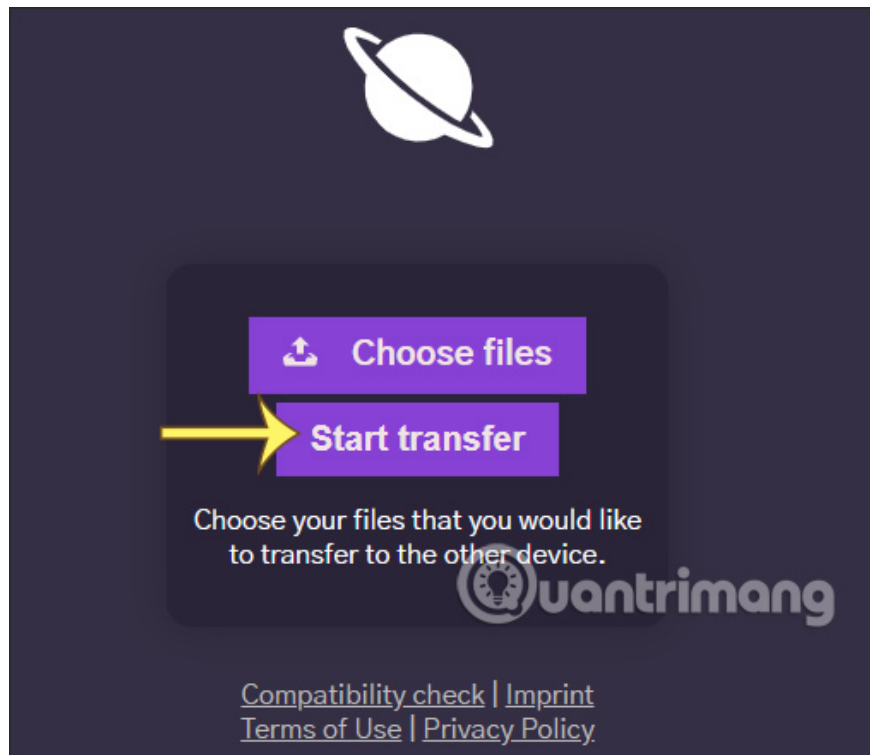 Choose files
Start transfer
Choose your files that you would like
to transfer to the other device.
Quantrimang
Compatibility check | Imprint
Terms of Use | Privacy Policy